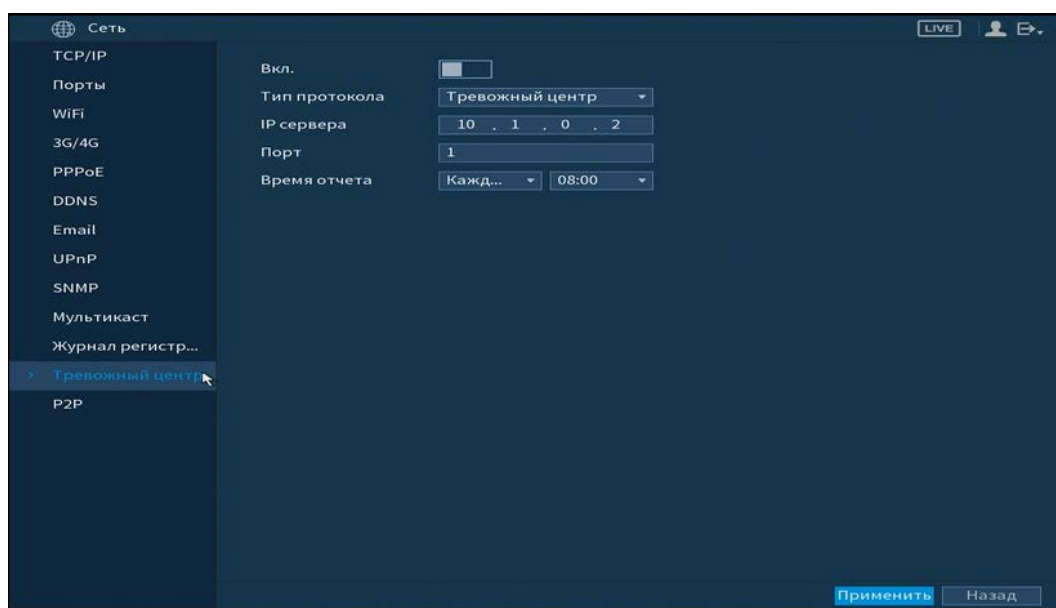 Сеть
LIVE
TCP/IP
Порты
WiFi
3G/4G
PPPoE
DDNS
Email
UPnP
SNMP
Мультикаст
Журнал регистр...
> Тревожный центр
P2P
Вкл.
Тип протокола Тревожный центр
IP сервера 10 . 1 . 0 . 2
Порт 1
Время отчета Кажд... 08:00
Применить Назад